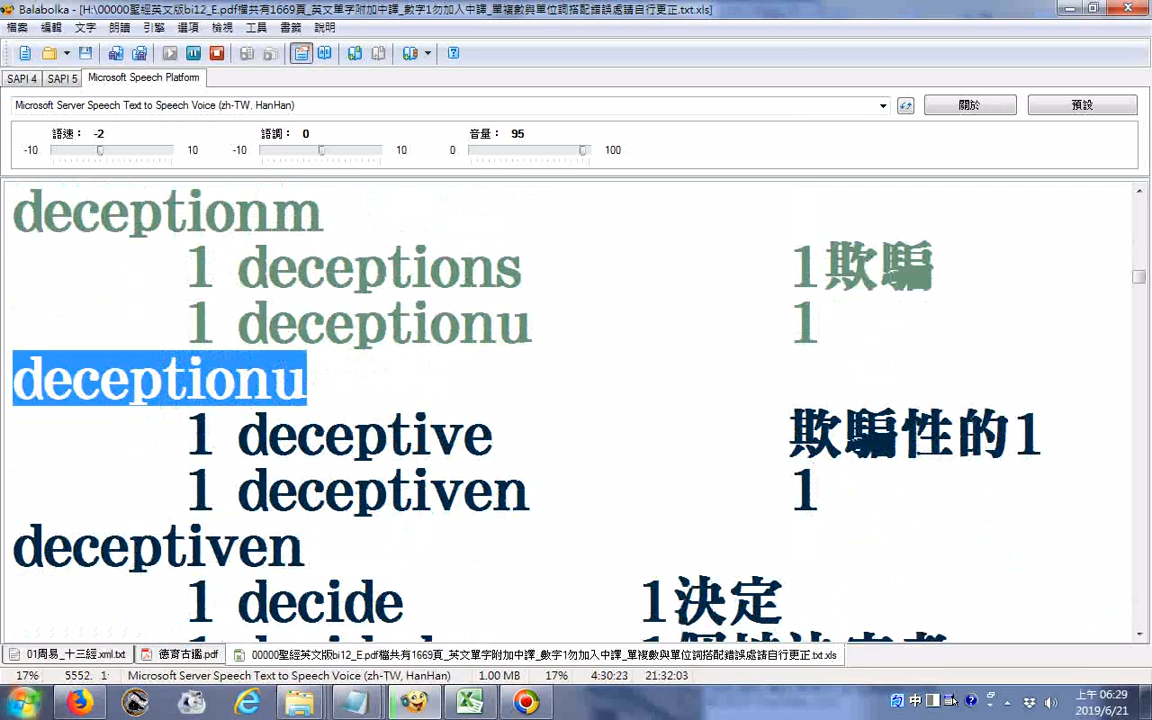 Balabolka - [H:\00000聖經英文版bi12_E.pdf檔共有1669頁_英文單字附加中譯_數字1勿加入中譯_單複數與單位詞搭配錯誤處請自行更正.txt.xls]
檔案 編輯 文字 朗讀 引擎 選項 檢視 工具 書籤 說明
SAPI 4 SAPI 5 Microsoft Speech Platform
Microsoft Server Speech Text to Speech Voice (zh-TW, HanHan) 關於 預設
語速： -2 語調： 0 音量： 95
-10 10 -10 10 0 100
deceptionm
1 deceptions 1欺騙
1 deceptionu 1
deceptionu
1 deceptive 欺騙性的1
1 deceptiven 1
deceptiven
1 decide 1決定
01周易_十三經.xml.txt 德育古鑑.pdf 00000聖經英文版bi12_E.pdf檔共有1669頁_英文單字附加中譯_數字1勿加入中譯_單複數與單位詞搭配錯誤處請自行更正.txt.xls
17% 5552. 1 Microsoft Server Speech Text to Speech Voice (zh-TW, HanHan) 1.00 MB 17% 4:30:23 21:32:03
中 上午 06:29
2019/6/21